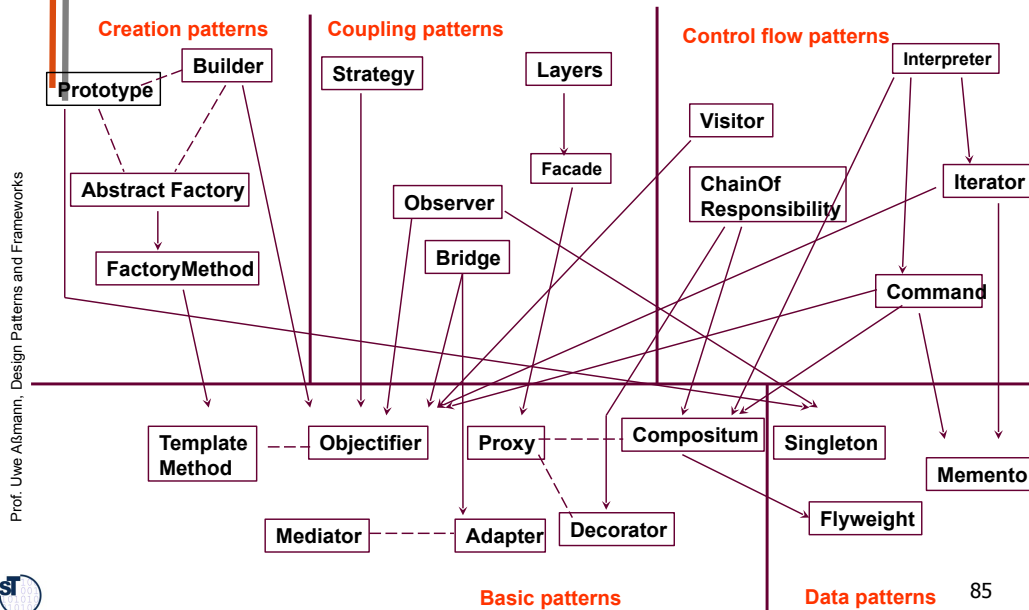 Creation patterns
Coupling patterns
Control flow patterns
Builder
Prototype
Strategy
Layers
Interpreter
Visitor
Abstract Factory
Facade
ChainOf
Responsibility
Iterator
Observer
FactoryMethod
Bridge
Command
Template
Method
Objectifier
Proxy
Compositum
Singleton
Memento
Mediator
Adapter
Decorator
Flyweight
Basic patterns
Data patterns
85
Prof. Uwe Aßmann, Design Patterns and Frameworks
ST